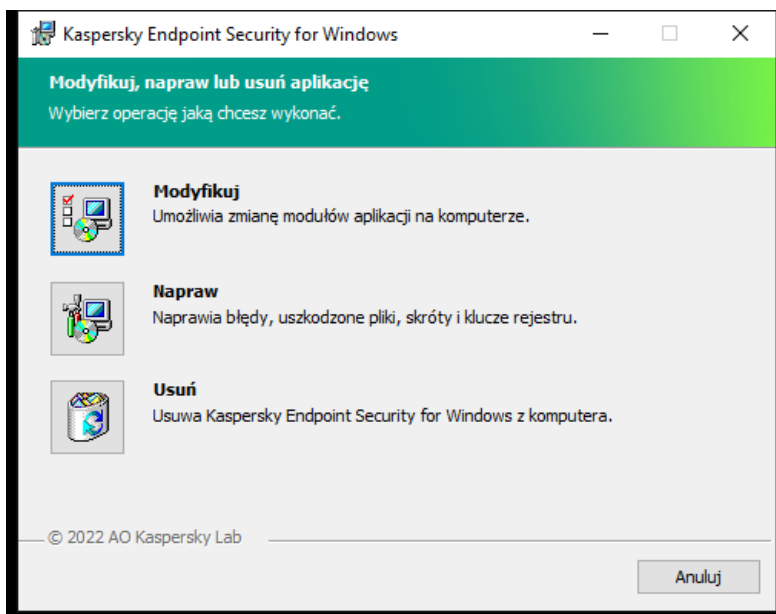 Kaspersky Endpoint Security for Windows
Modyfikuj, napraw lub usuń aplikację
Wybierz operację jaką chcesz wykonać.
Modyfikuj
Umożliwia zmianę modułów aplikacji na komputerze.
Napraw
Naprawia błędy, uszkodzone pliki, skróty i klucze rejestru.
Usuń
Usuwa Kaspersky Endpoint Security for Windows z komputera.
© 2022 AO Kaspersky Lab
Anuluj